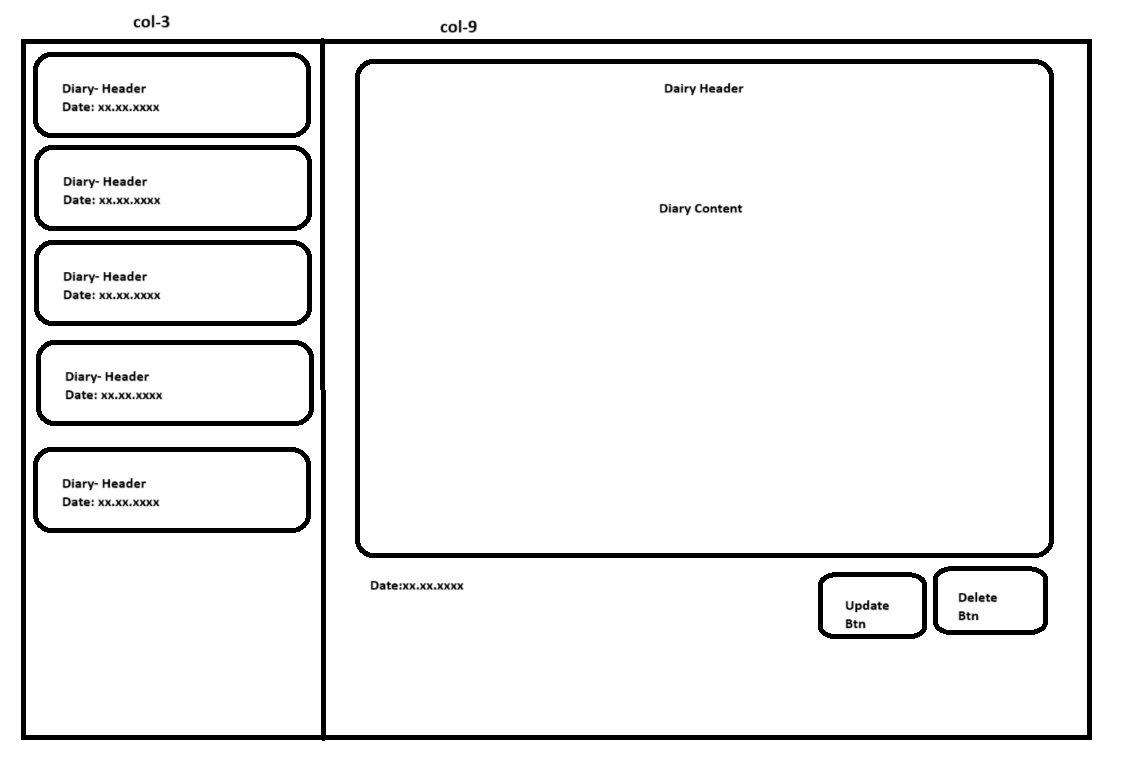 col-3
col-9
Diary- Header
Date: xx.xx.xxxx
Diary- Header
Date: xx.xx.xxxx
Diary- Header
Date: xx.xx.xxxx
Diary- Header
Date: xx.xx.xxxx
Diary- Header
Date: xx.xx.xxxx
Dairy Header
Diary Content
Date:xx.xx.xxxx
Update
Btn
Delete
Btn